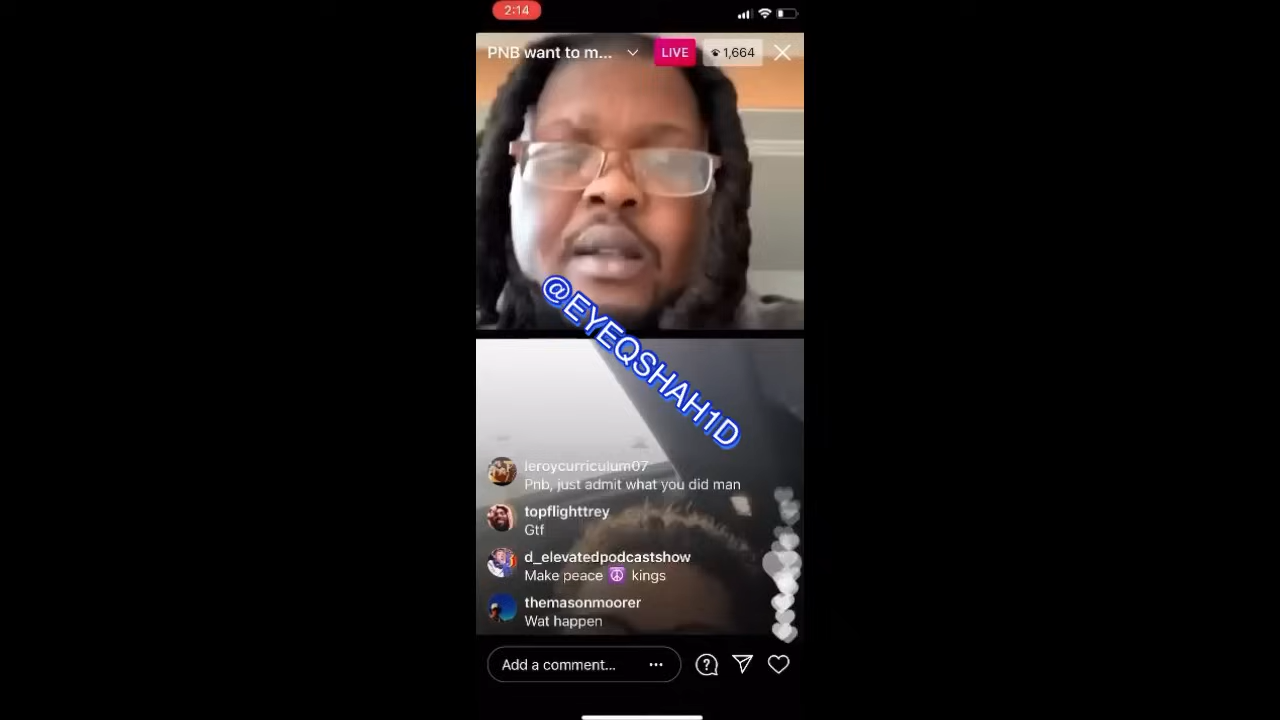 2:14
PNB want to m...
LIVE
1,664
@EYEQSHAH1D
leroycurriculum07
Pnb, just admit what you did man
topflighttrey
Gtf
d_elevatedpodcastshow
Make peace ☮️ kings
themasonmoorer
Wat happen
Add a comment...